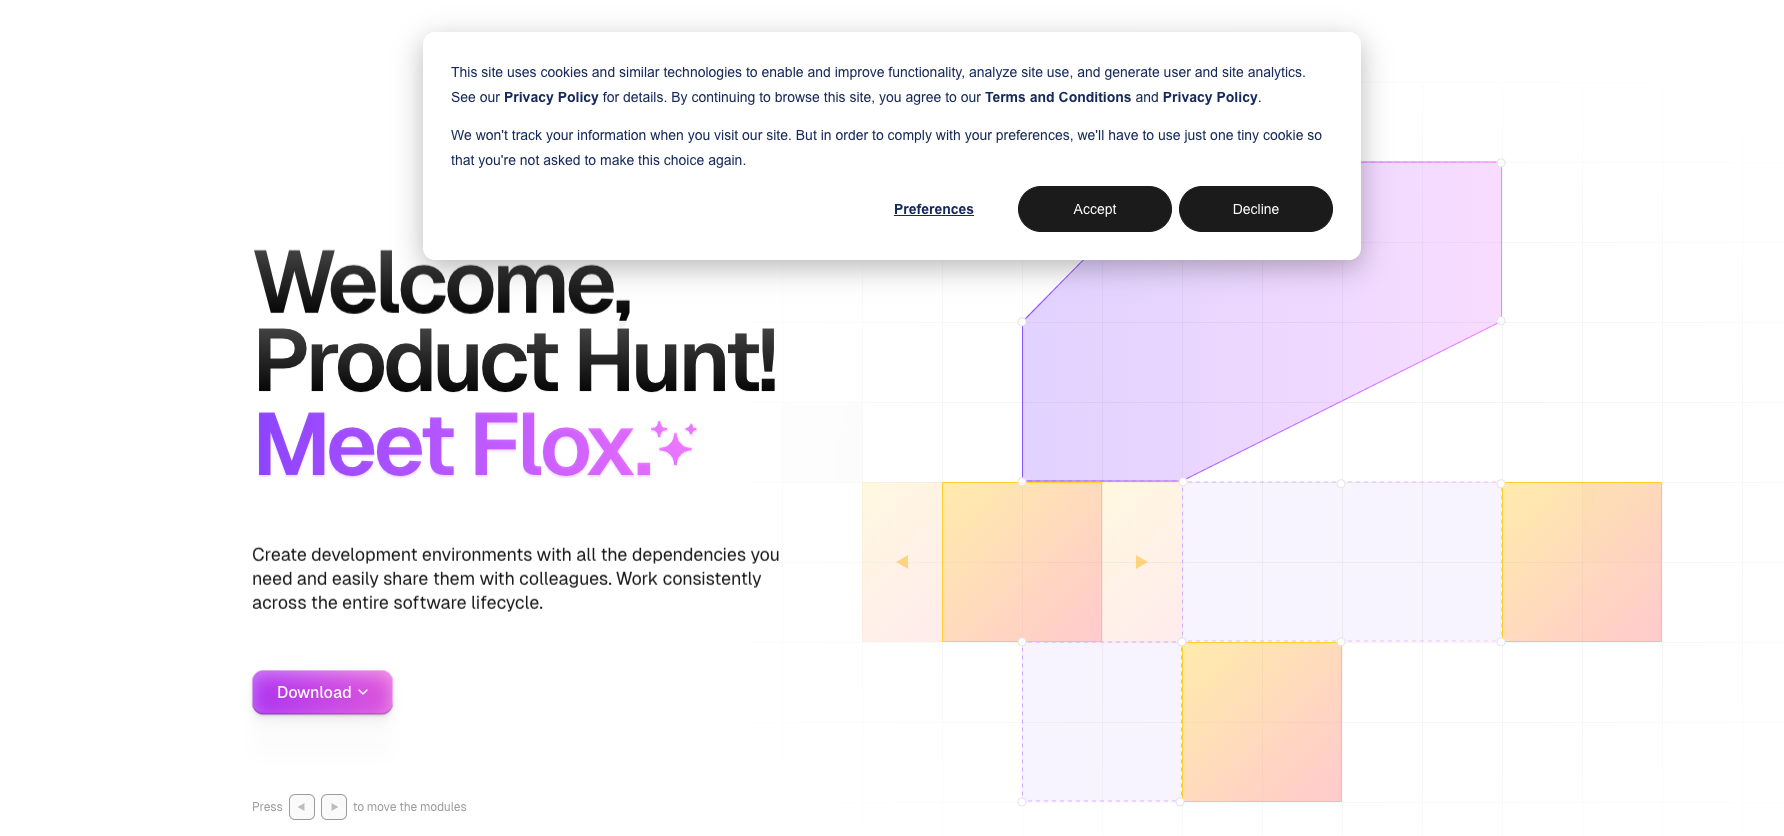 This site uses cookies and similar technologies to enable and improve functionality, analyze site use, and generate user and site analytics.
See our Privacy Policy for details. By continuing to browse this site, you agree to our Terms and Conditions and Privacy Policy.
We won't track your information when you visit our site. But in order to comply with your preferences, we'll have to use just one tiny cookie so
that you're not asked to make this choice again.
Preferences
Accept
Decline
Welcome,
Product Hunt!
Meet Flox.
Create development environments with all the dependencies you
need and easily share them with colleagues. Work consistently
across the entire software lifecycle.
Download
Press ◀ ▶ to move the modules